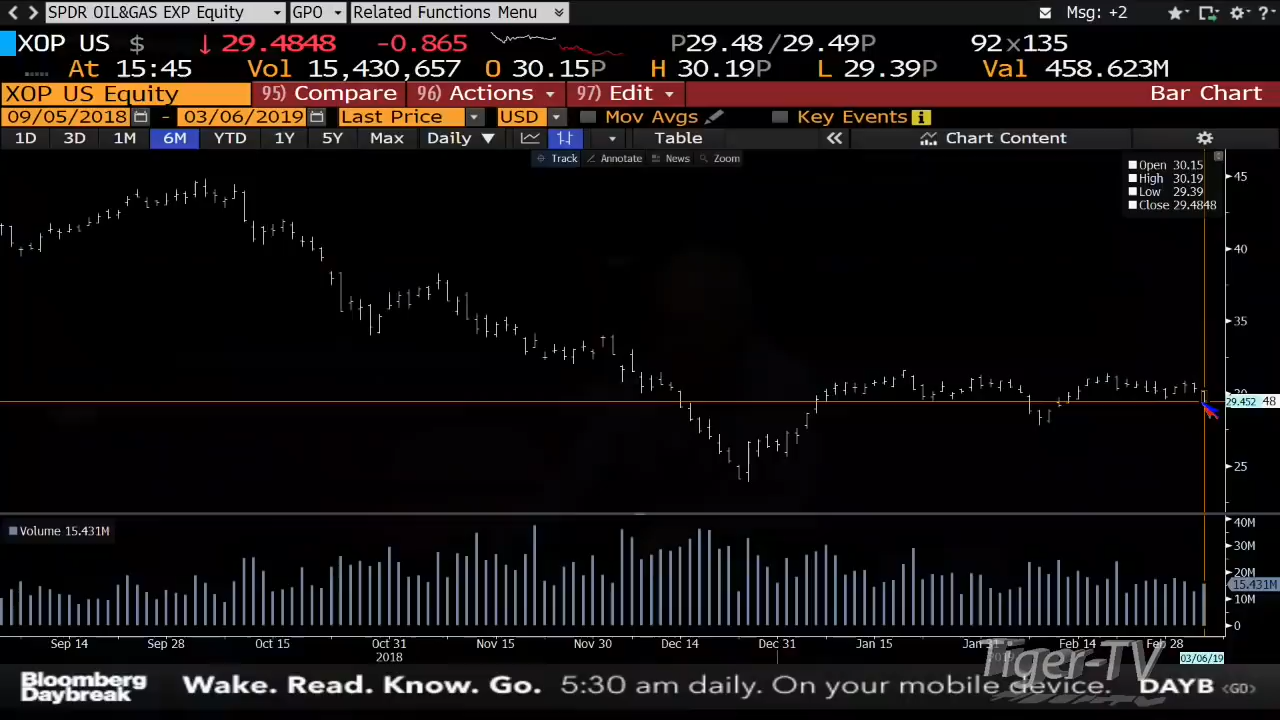 SPDR OIL&GAS EXP Equity GPO Related Functions Menu Msg: +2
XOP US $ ↓ 29.4848 -0.865 P29.48 /29.49P 92x135
At 15:45 Vol 15,430,657 O 30.15P H 30.19P L 29.39P Val 458.623M
XOP US Equity 95) Compare 96) Actions 97) Edit Bar Chart
09/05/2018 - 03/06/2019 Last Price USD Mov Avgs Key Events
1D 3D 1M 6M YTD 1Y 5Y Max Daily ▼ Table « Chart Content
Track Annotate News Zoom
Open 30.15
High 30.19
Low 29.39
Close 29.4848
45
40
35
30
29.452 48
25
Volume 15.431M
40M
30M
20M
15.431M
10M
0
Sep 14 Sep 28 Oct 15 Oct 31 Nov 15 Nov 30 Dec 14 Dec 31 Jan 15 Jan 31 Feb 14 Feb 28
2018 2019 03/06/19
Tiger-TV
Bloomberg
Daybreak
Wake. Read. Know. Go. 5:30 am daily. On your mobile device. DAYB <GO>